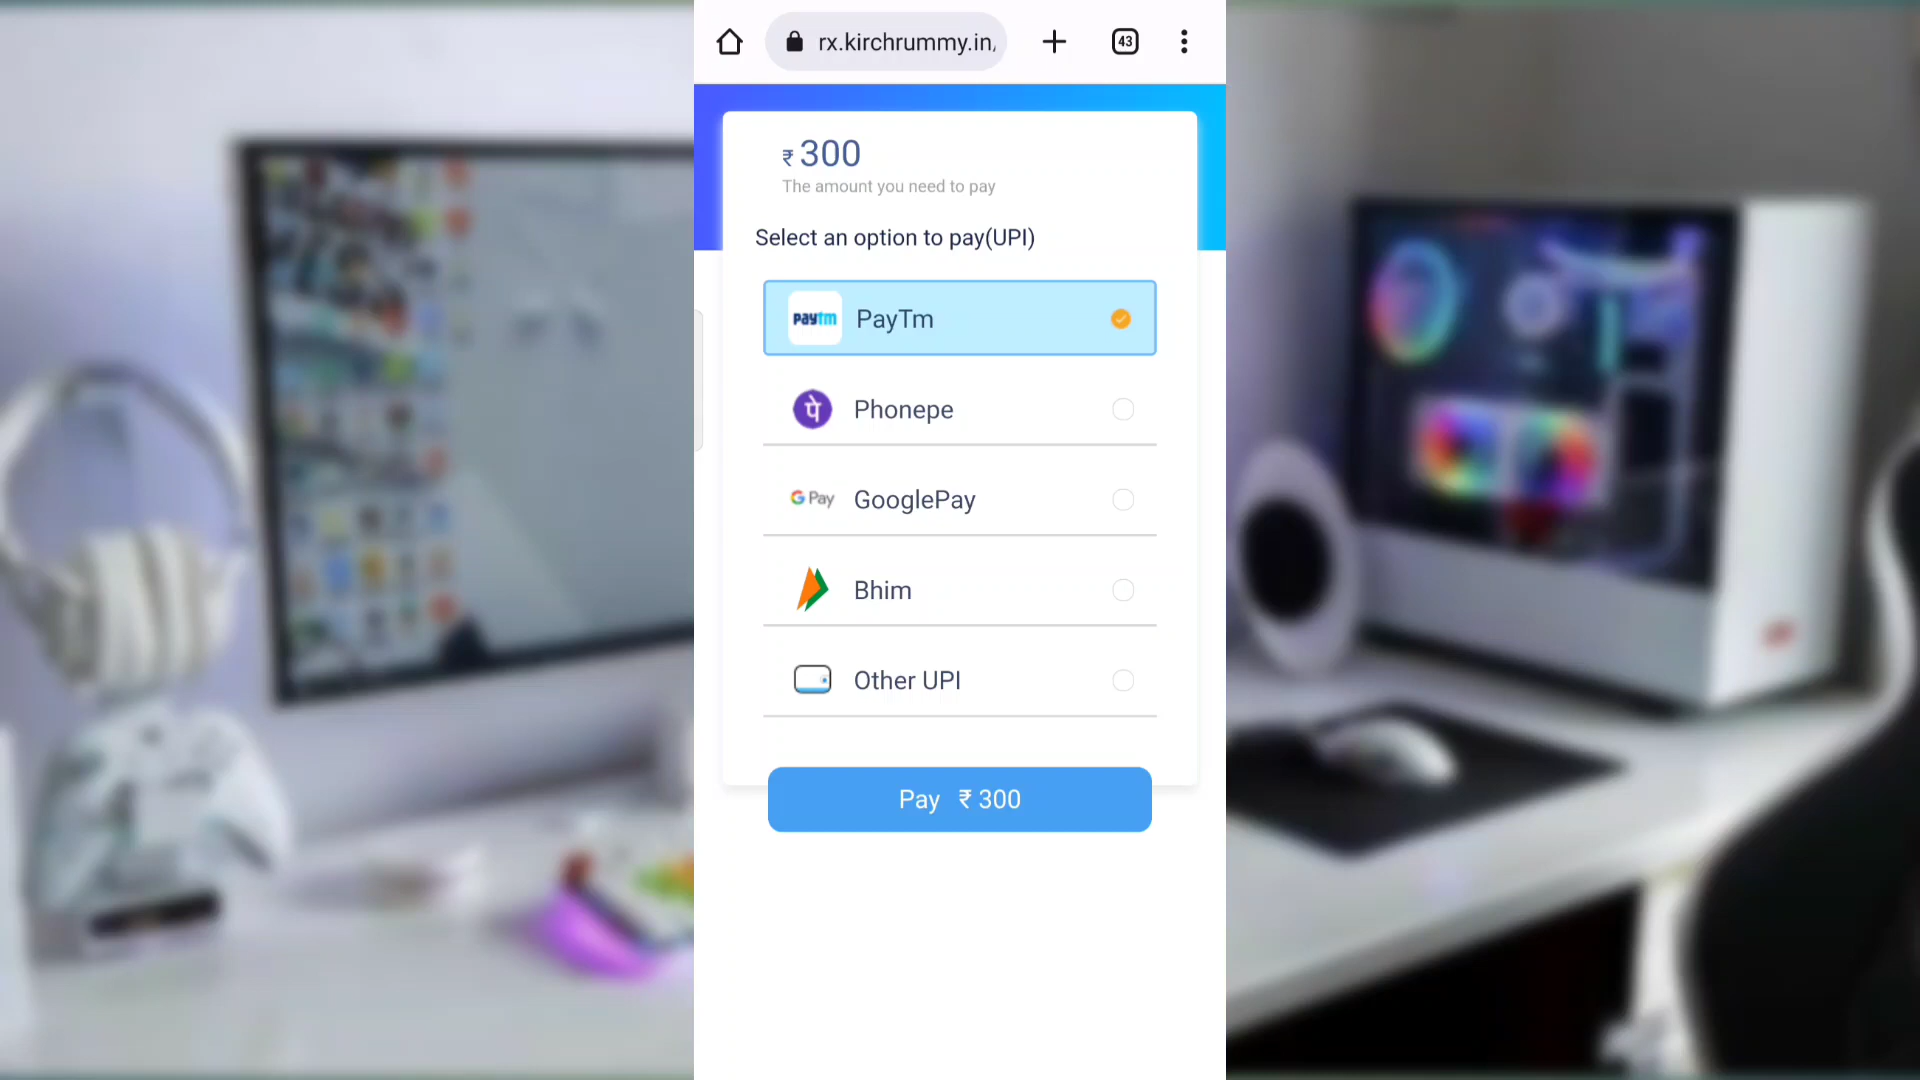 rx.kirchrummy.in/
43
₹ 300
The amount you need to pay
Select an option to pay(UPI)
paytm PayTm
पे Phonepe
G Pay GooglePay
Bhim
Other UPI
Pay ₹ 300